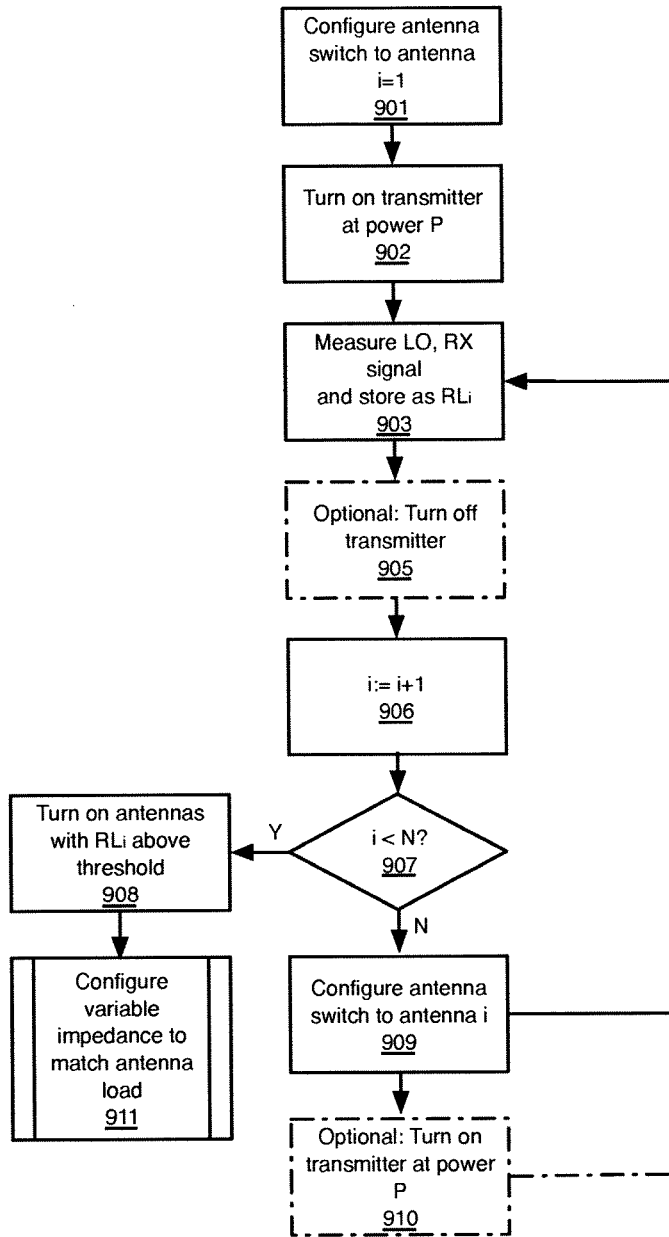 Configure antenna
switch to antenna
i=1
901
Turn on transmitter
at power P
902
Measure LO, RX
signal
and store as RLi
903
Optional: Turn off
transmitter
905
i:= i+1
906
i < N?
907
Y
N
Turn on antennas
with RLi above
threshold
908
Configure
variable
impedance to
match antenna
load
911
Configure antenna
switch to antenna i
909
Optional: Turn on
transmitter at power
P
910